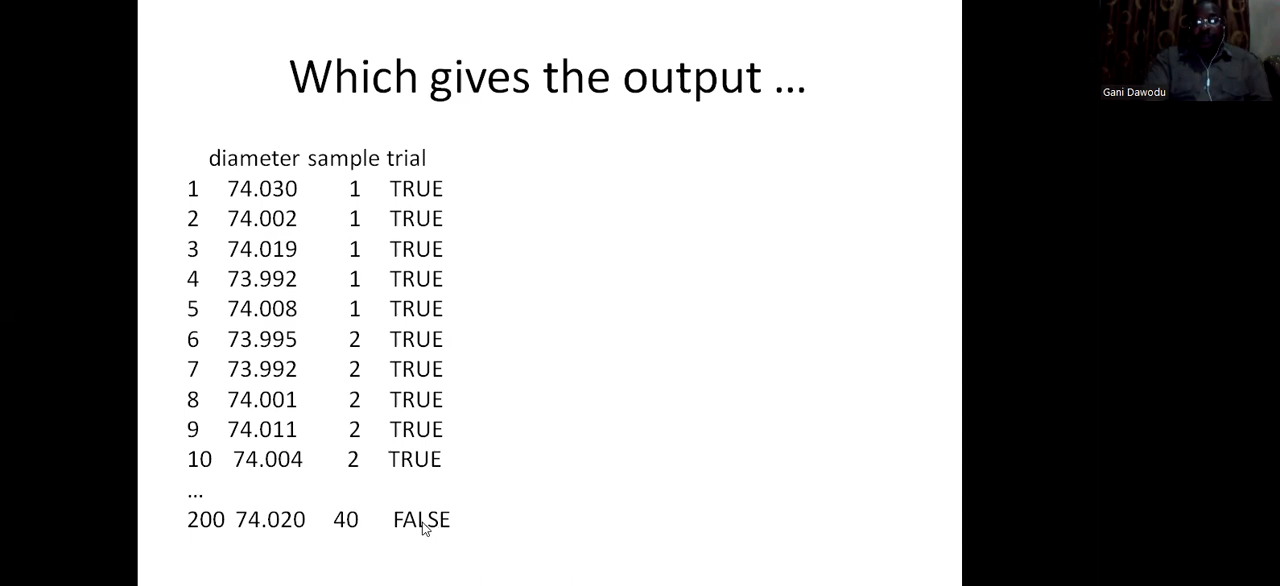 Which gives the output ...
Gani Dawodu
diameter sample trial
1 74.030 1 TRUE
2 74.002 1 TRUE
3 74.019 1 TRUE
4 73.992 1 TRUE
5 74.008 1 TRUE
6 73.995 2 TRUE
7 73.992 2 TRUE
8 74.001 2 TRUE
9 74.011 2 TRUE
10 74.004 2 TRUE
...
200 74.020 40 FALSE